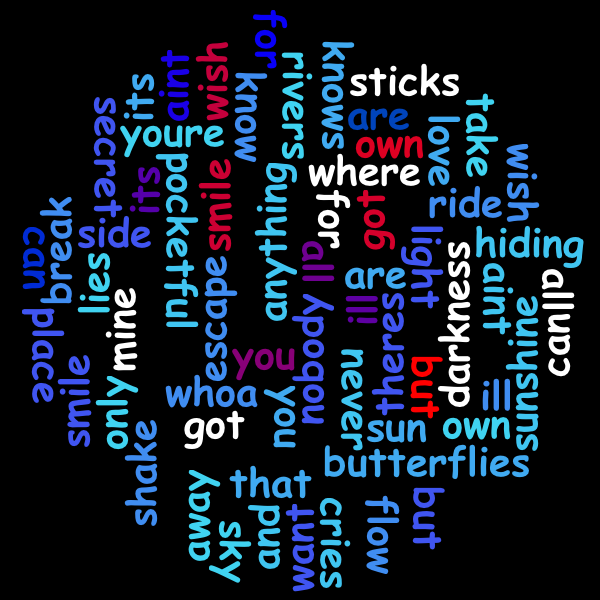 for
knows
wish
aint
its
know
rivers
sticks
secret
youre
are
own
love
take
wish
where
pocketful
its
smile
anything
for
got
ride
break
side
can
light
hiding
all
darkness
lies
escape
are
aint
all
can
mine
place
ill
theres
sunshine
nobody
you
smile
only
never
but
whoa
you
ill
got
sun
own
shake
butterflies
that
away
sky
and
want
cries
flow
but